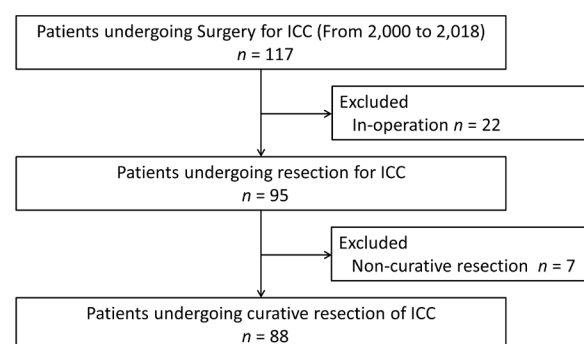 Patients undergoing Surgery for ICC (From 2,000 to 2,018)
n = 117
Excluded
In-operation n = 22
Patients undergoing resection for ICC
n = 95
Excluded
Non-curative resection n = 7
Patients undergoing curative resection of ICC
n = 88